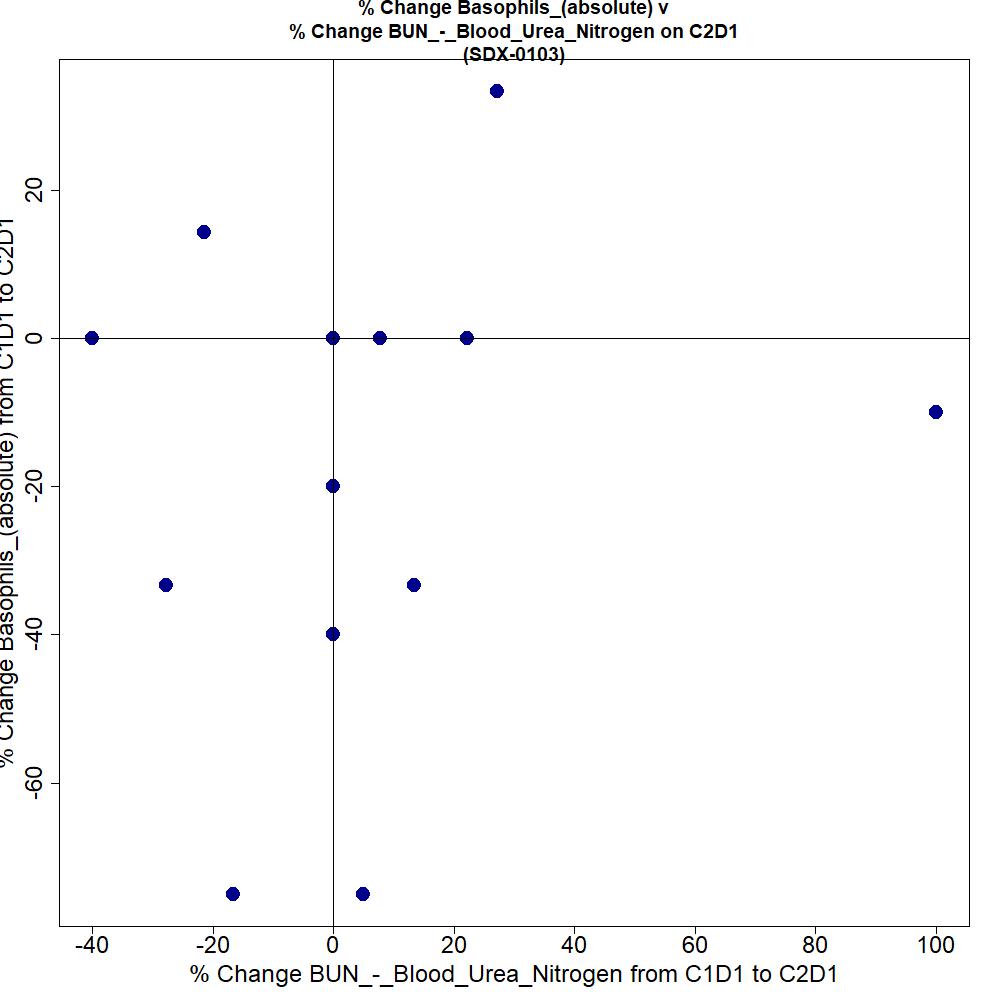 % Change Basophils_(absolute) v
% Change BUN_-_Blood_Urea_Nitrogen on C2D1
(SDX-0103)
% Change Basophils_(absolute) from C1D1 to C2D1
20
0
-20
-40
-60
-40 -20 0 20 40 60 80 100
% Change BUN_-_Blood_Urea_Nitrogen from C1D1 to C2D1